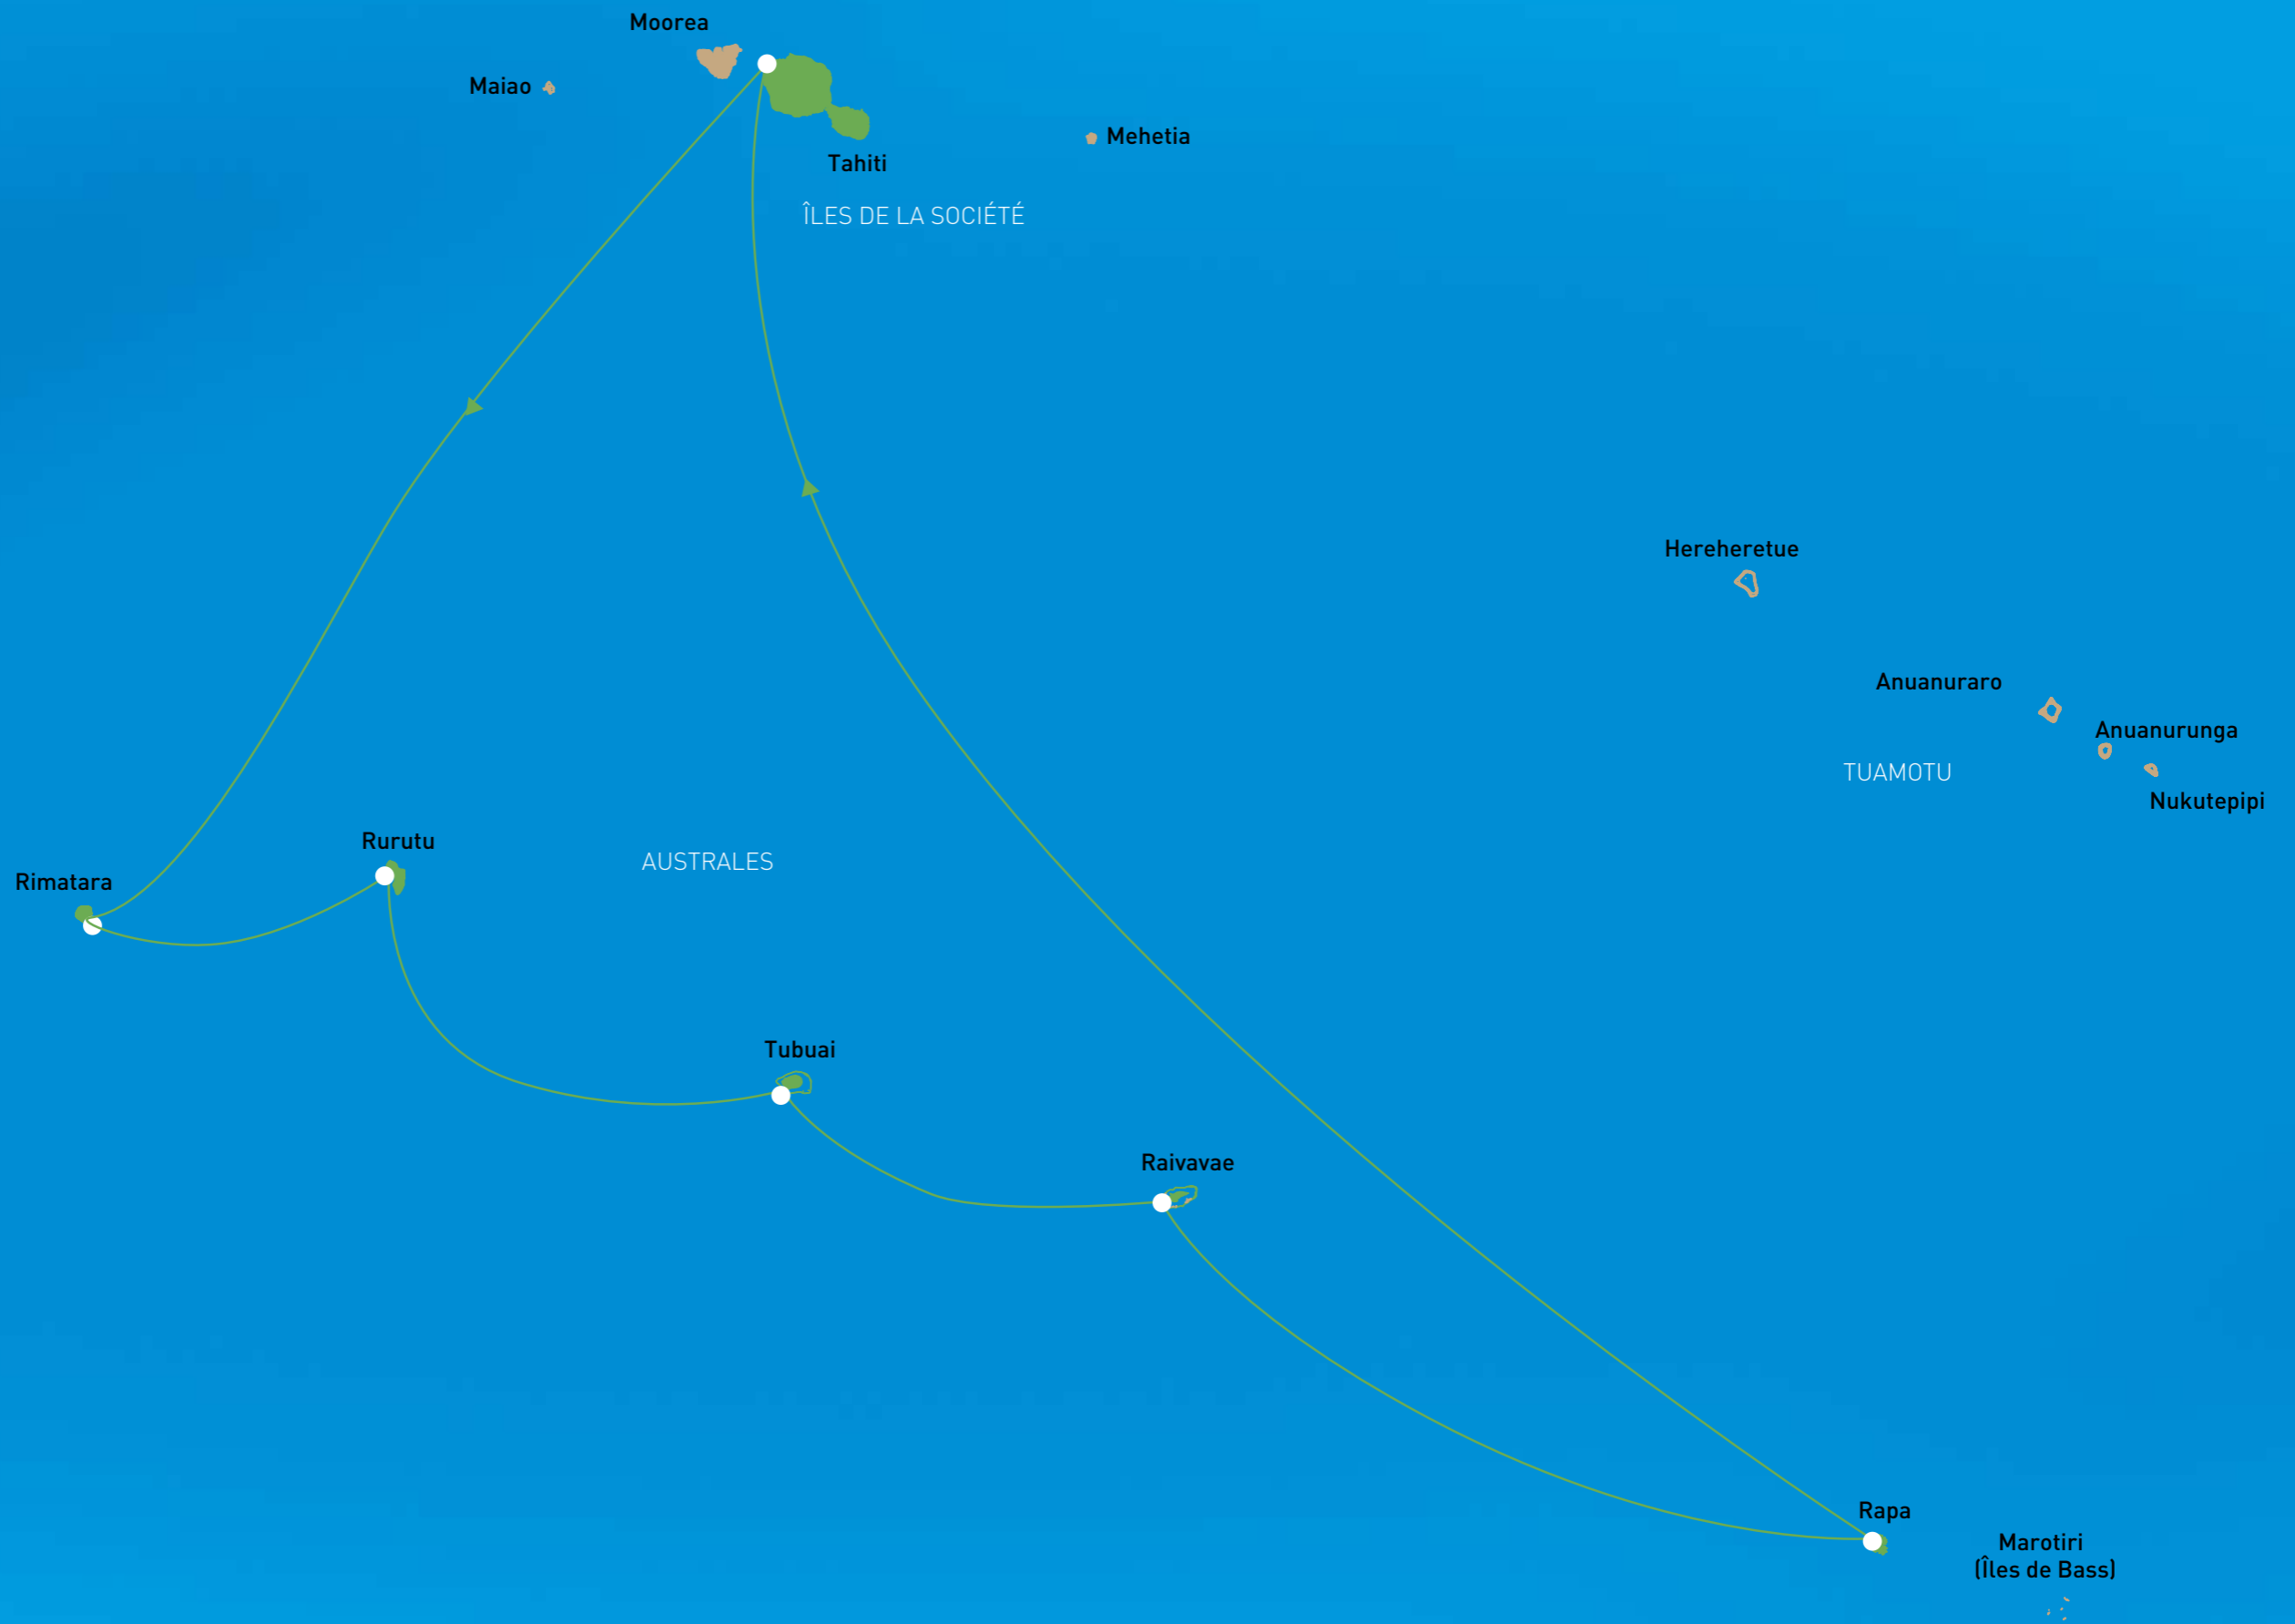 Moorea
Maiao
Mehetia
Tahiti
ÎLES DE LA SOCIÉTÉ
Hereheretue
Anuanuraro
Anuanurunga
TUAMOTU
Nukutepipi
Rurutu
AUSTRALES
Rimatara
Tubuai
Raivavae
Rapa
Marotiri
(Îles de Bass)